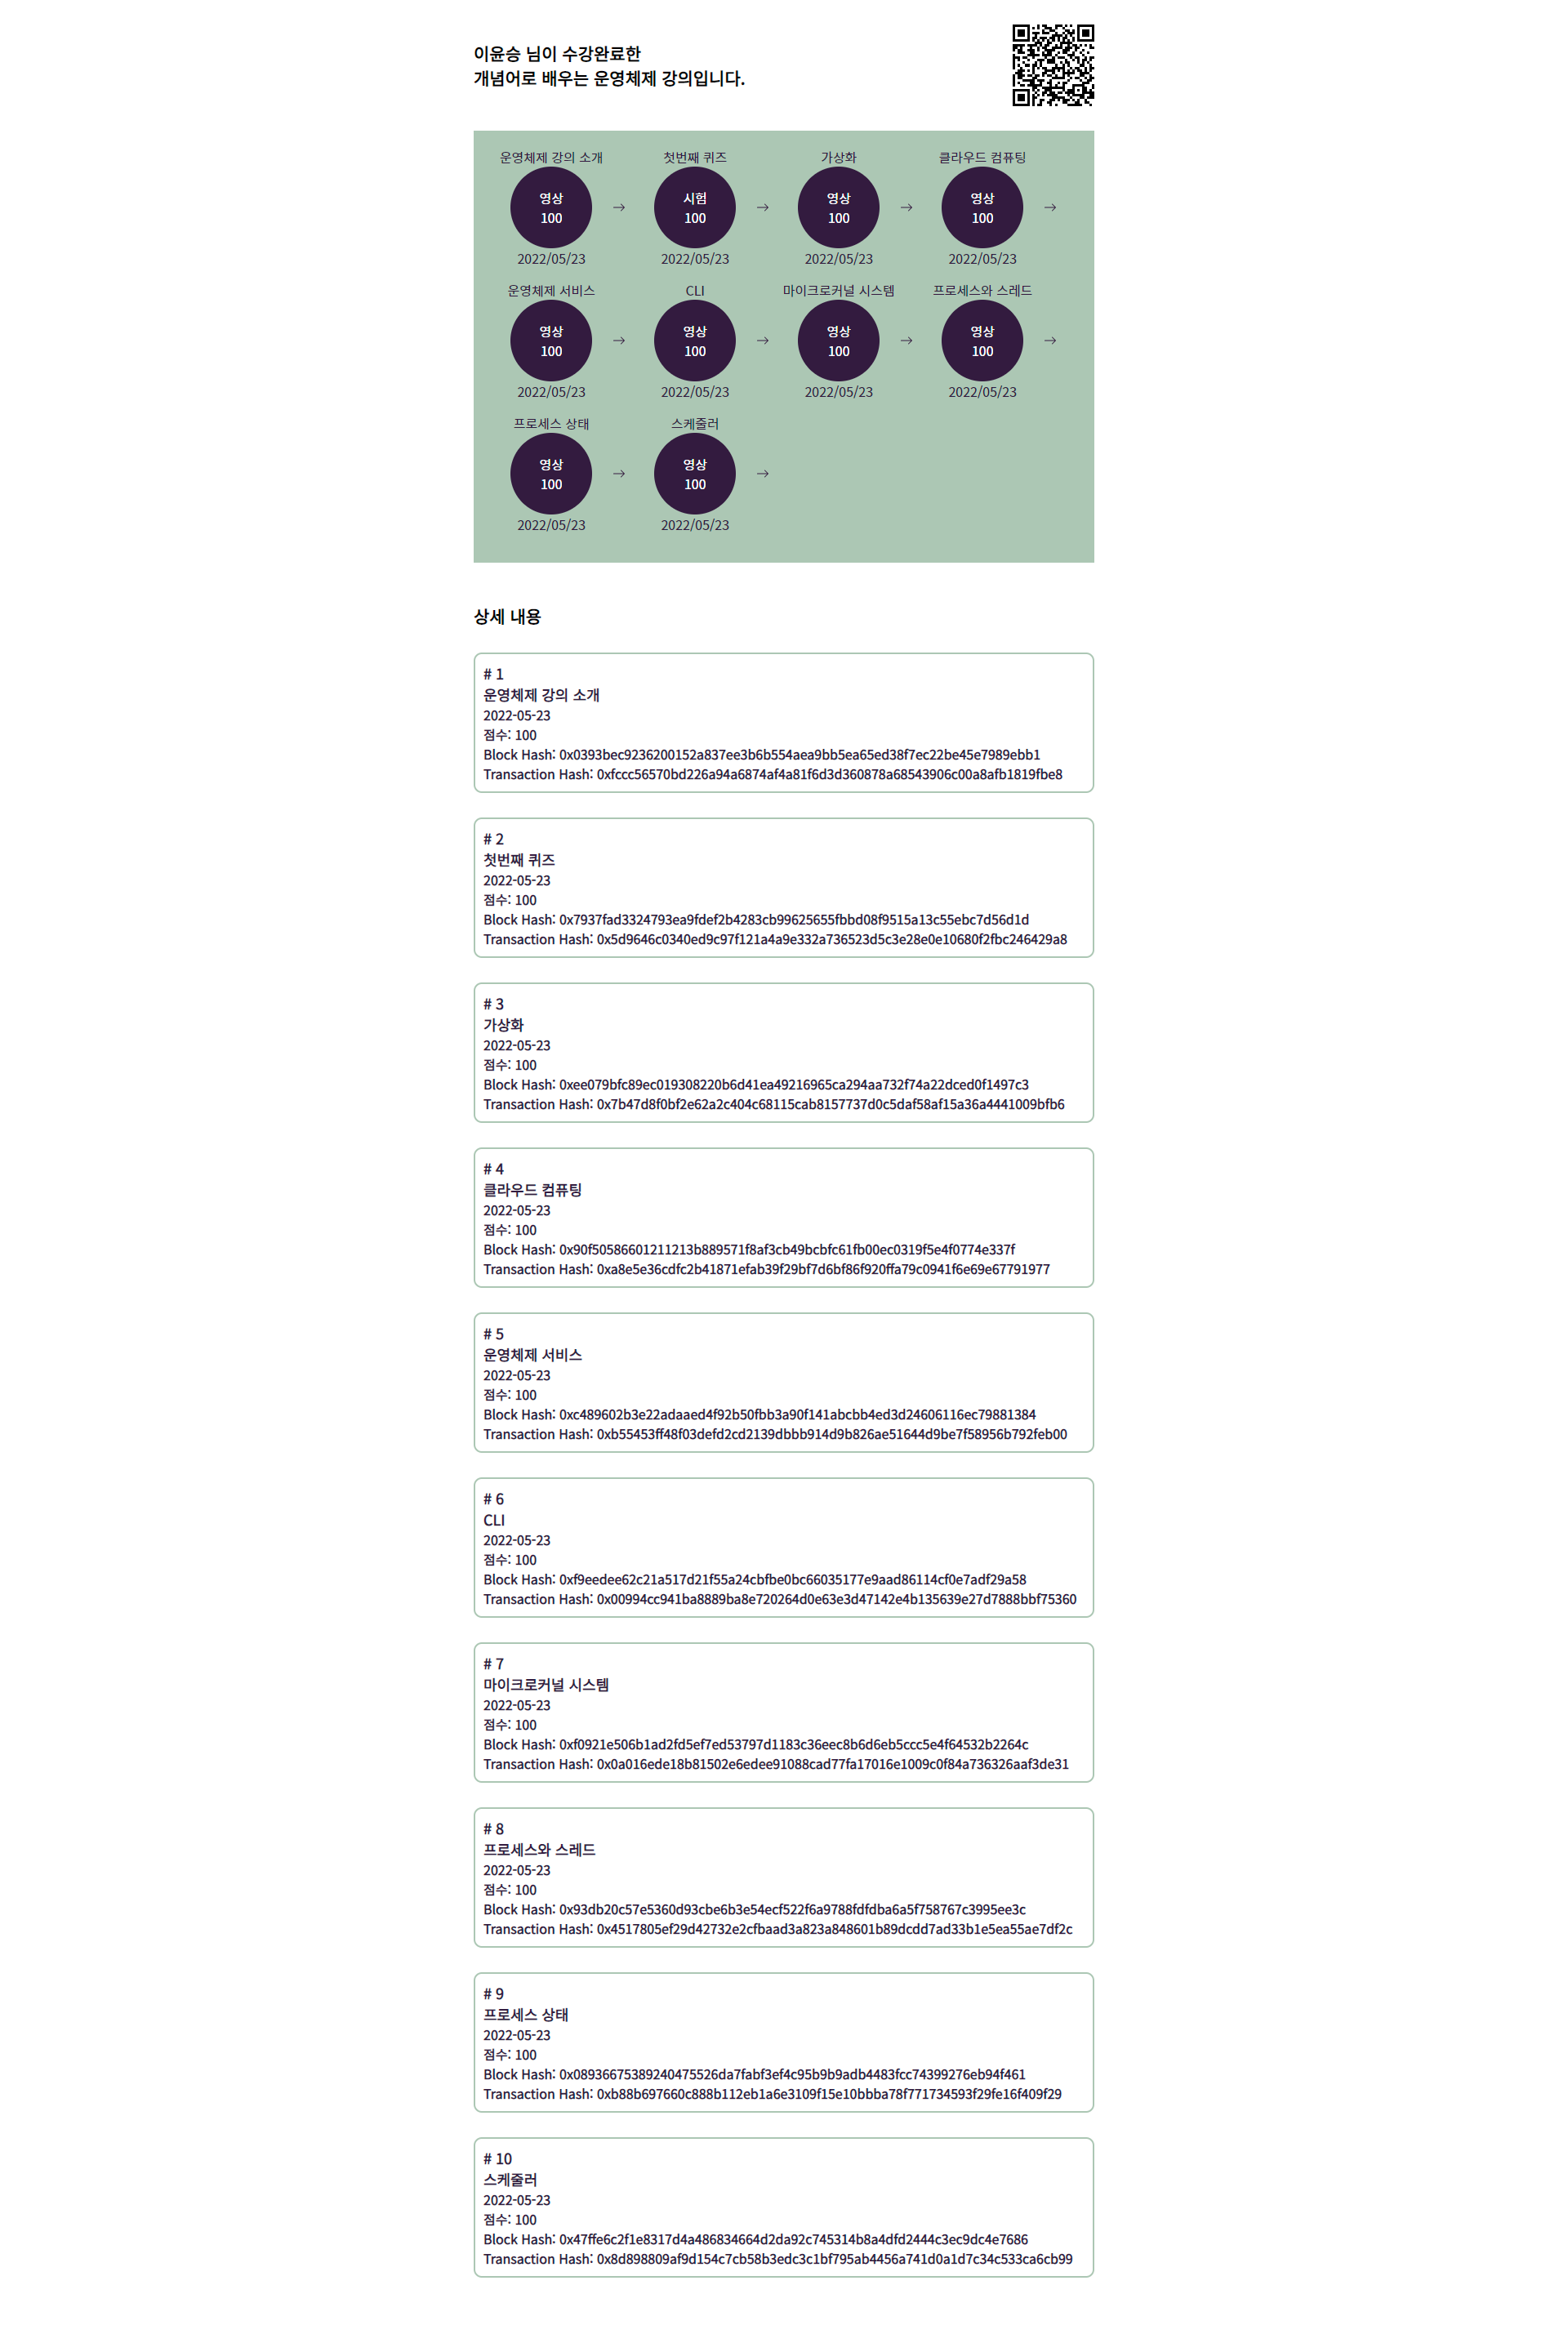 이윤승 님이 수강완료한
개념어로 배우는 운영체제 강의입니다.
운영체제 강의 소개 첫번째 퀴즈 가상화 클라우드 컴퓨팅
영상 시험 영상 영상
100 → 100 → 100 → 100 →
2022/05/23 2022/05/23 2022/05/23 2022/05/23
운영체제 서비스 CLI 마이크로커널 시스템 프로세스와 스레드
영상 영상 영상 영상
100 → 100 → 100 → 100 →
2022/05/23 2022/05/23 2022/05/23 2022/05/23
프로세스 상태 스케줄러
영상 영상
100 → 100 →
2022/05/23 2022/05/23
상세 내용
# 1
운영체제 강의 소개
2022-05-23
점수: 100
Block Hash: 0x0393bec9236200152a837ee3b6b554aea9bb5ea65ed38f7ec22be45e7989ebb1
Transaction Hash: 0xfccc56570bd226a94a6874af4a81f6d3d360878a68543906c00a8afb1819fbe8
# 2
첫번째 퀴즈
2022-05-23
점수: 100
Block Hash: 0x7937fad3324793ea9fdef2b4283cb99625655fbbd08f9515a13c55ebc7d56d1d
Transaction Hash: 0x5d9646c0340ed9c97f121a4a9e332a736523d5c3e28e0e10680f2fbc246429a8
# 3
가상화
2022-05-23
점수: 100
Block Hash: 0xee079bfc89ec019308220b6d41ea49216965ca294aa732f74a22dced0f1497c3
Transaction Hash: 0x7b47d8f0bf2e62a2c404c68115cab8157737d0c5daf58af15a36a4441009bfb6
# 4
클라우드 컴퓨팅
2022-05-23
점수: 100
Block Hash: 0x90f50586601211213b889571f8af3cb49bcbfc61fb00ec0319f5e4f0774e337f
Transaction Hash: 0xa8e5e36cdfc2b41871efab39f29bf7d6bf86f920ffa79c0941f6e69e67791977
# 5
운영체제 서비스
2022-05-23
점수: 100
Block Hash: 0xc489602b3e22adaaed4f92b50fbb3a90f141abcbb4ed3d24606116ec79881384
Transaction Hash: 0xb55453ff48f03defd2cd2139dbbb914d9b826ae51644d9be7f58956b792feb00
# 6
CLI
2022-05-23
점수: 100
Block Hash: 0xf9eedee62c21a517d21f55a24cbfbe0bc66035177e9aad86114cf0e7adf29a58
Transaction Hash: 0x00994cc941ba8889ba8e720264d0e63e3d47142e4b135639e27d7888bbf75360
# 7
마이크로커널 시스템
2022-05-23
점수: 100
Block Hash: 0xf0921e506b1ad2fd5ef7ed53797d1183c36eec8b6d6eb5ccc5e4f64532b2264c
Transaction Hash: 0x0a016ede18b81502e6edee91088cad77fa17016e1009c0f84a736326aaf3de31
# 8
프로세스와 스레드
2022-05-23
점수: 100
Block Hash: 0x93db20c57e5360d93cbe6b3e54ecf522f6a9788fdfdba6a5f758767c3995ee3c
Transaction Hash: 0x4517805ef29d42732e2cfbaad3a823a848601b89dcdd7ad33b1e5ea55ae7df2c
# 9
프로세스 상태
2022-05-23
점수: 100
Block Hash: 0x08936675389240475526da7fabf3ef4c95b9b9adb4483fcc74399276eb94f461
Transaction Hash: 0xb88b697660c888b112eb1a6e3109f15e10bbba78f771734593f29fe16f409f29
# 10
스케줄러
2022-05-23
점수: 100
Block Hash: 0x47ffe6c2f1e8317d4a486834664d2da92c745314b8a4dfd2444c3ec9dc4e7686
Transaction Hash: 0x8d898809af9d154c7cb58b3edc3c1bf795ab4456a741d0a1d7c34c533ca6cb99